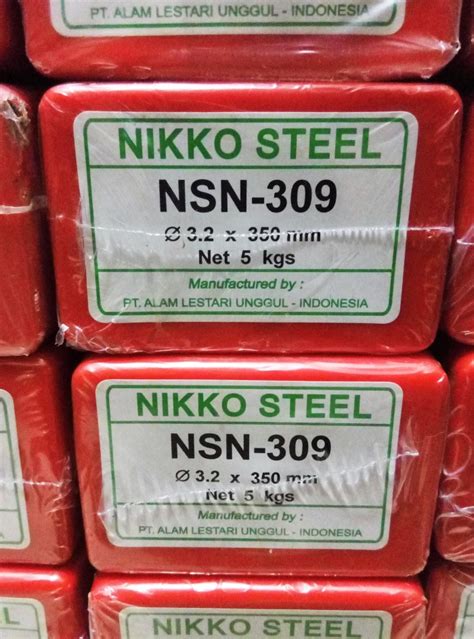 PT. ALAM LESTARI UNGGUL - INDONESIA
NIKKO STEEL
NSN-309
Ø 3.2 x 350 mm
Net 5 kgs
Manufactured by :
PT. ALAM LESTARI UNGGUL - INDONESIA
NIKKO STEEL
NSN-309
Ø 3.2 x 350 mm
Net 5 kgs
Manufactured by :
PT. ALAM LESTARI UNGGUL - INDONESIA
NIKKO STEEL